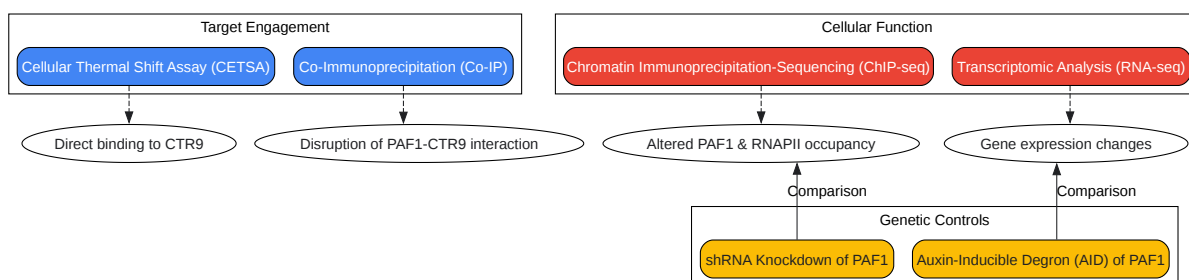 Target Engagement
Cellular Function
Cellular Thermal Shift Assay (CETSA)
Co-Immunoprecipitation (Co-IP)
Chromatin Immunoprecipitation-Sequencing (ChIP-seq)
Transcriptomic Analysis (RNA-seq)
Direct binding to CTR9
Disruption of PAF1-CTR9 interaction
Altered PAF1 & RNAPII occupancy
Gene expression changes
Comparison
Comparison
Genetic Controls
shRNA Knockdown of PAF1
Auxin-Inducible Degron (AID) of PAF1